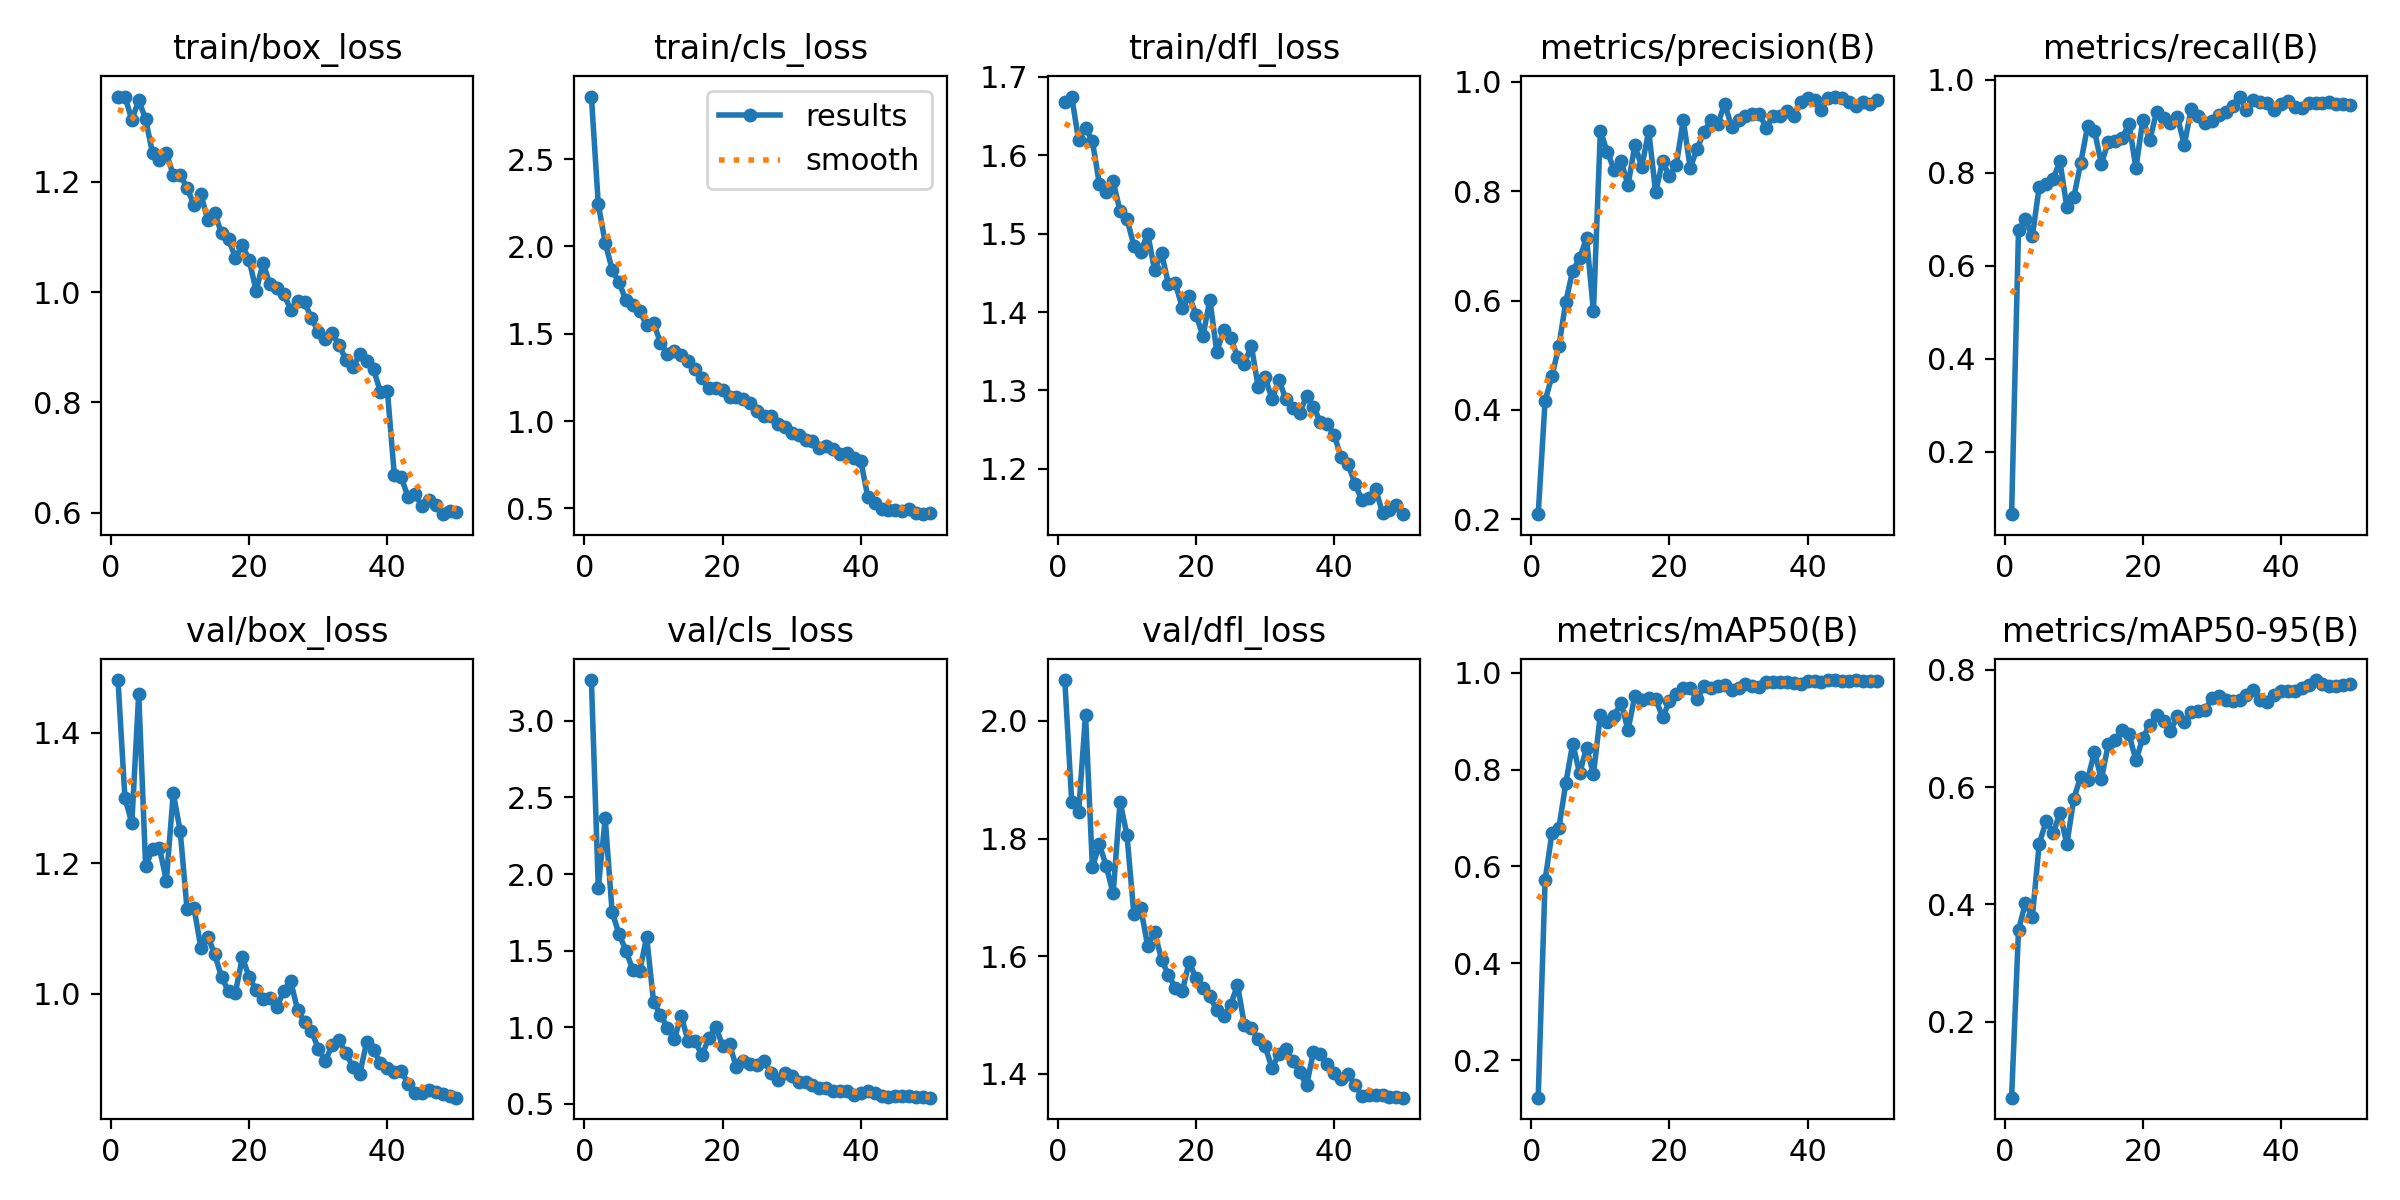 train/box_loss
1.2
1.0
0.8
0.6
0 20 40
train/cls_loss
results
smooth
2.5
2.0
1.5
1.0
0.5
0 20 40
train/dfl_loss
1.7
1.6
1.5
1.4
1.3
1.2
0 20 40
metrics/precision(B)
1.0
0.8
0.6
0.4
0.2
0 20 40
metrics/recall(B)
1.0
0.8
0.6
0.4
0.2
0 20 40
val/box_loss
1.4
1.2
1.0
0 20 40
val/cls_loss
3.0
2.5
2.0
1.5
1.0
0.5
0 20 40
val/dfl_loss
2.0
1.8
1.6
1.4
0 20 40
metrics/mAP50(B)
1.0
0.8
0.6
0.4
0.2
0 20 40
metrics/mAP50-95(B)
0.8
0.6
0.4
0.2
0 20 40